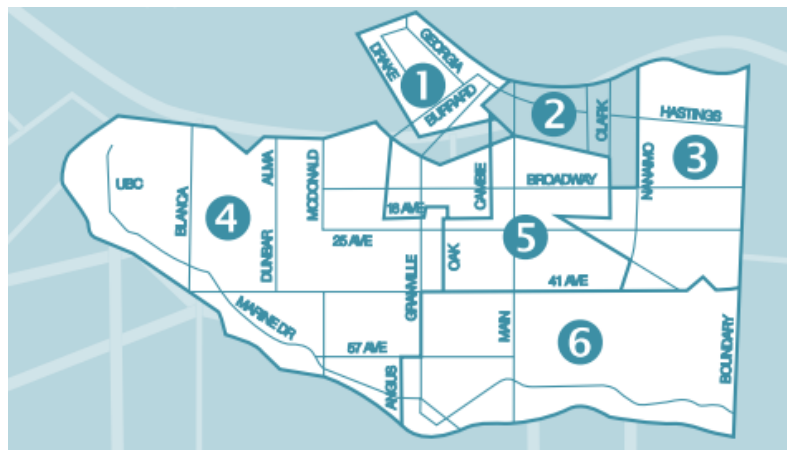 GEORGIA
DRAKE
1
BURRARD
2
CLARK
HASTINGS
3
NANAIMO
UBC
BLANCA
4
ALMA
DUNBAR
MCDONALD
16 AVE
CAMBIE
BROADWAY
25 AVE
OAK
5
41 AVE
GRANVILLE
MARINE DR
57 AVE
ANGUS
MAIN
6
BOUNDARY